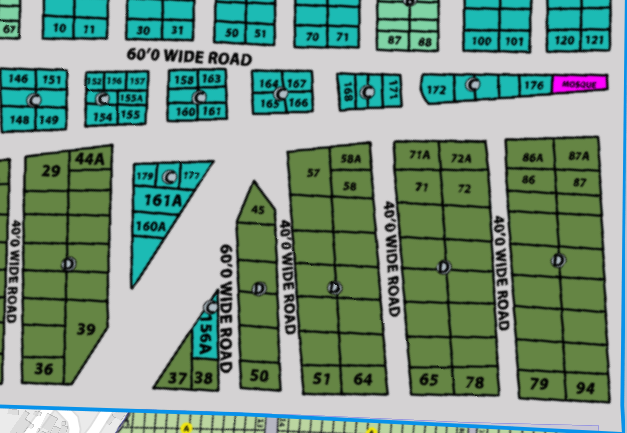 67 10 11 30 31 50 51 70 71 87 88 100 101 120 121
60'0 WIDE ROAD
146 151 152 156 157 158 163 164 167 168 171 172 176 MOSQUE
C C C C C C
155A
148 149 154 155 160 161 165 166
29 44A 179 C 177 57 58A 71A 72A 86A 87A
161A 58 71 72 86 87
160A 45
40'0 WIDE ROAD
60'0 WIDE ROAD
40'0 WIDE ROAD
40'0 WIDE ROAD
40'0 WIDE ROAD
D D D D D
C
156A
39
36 37 38 50 51 64 65 78 79 94
A A